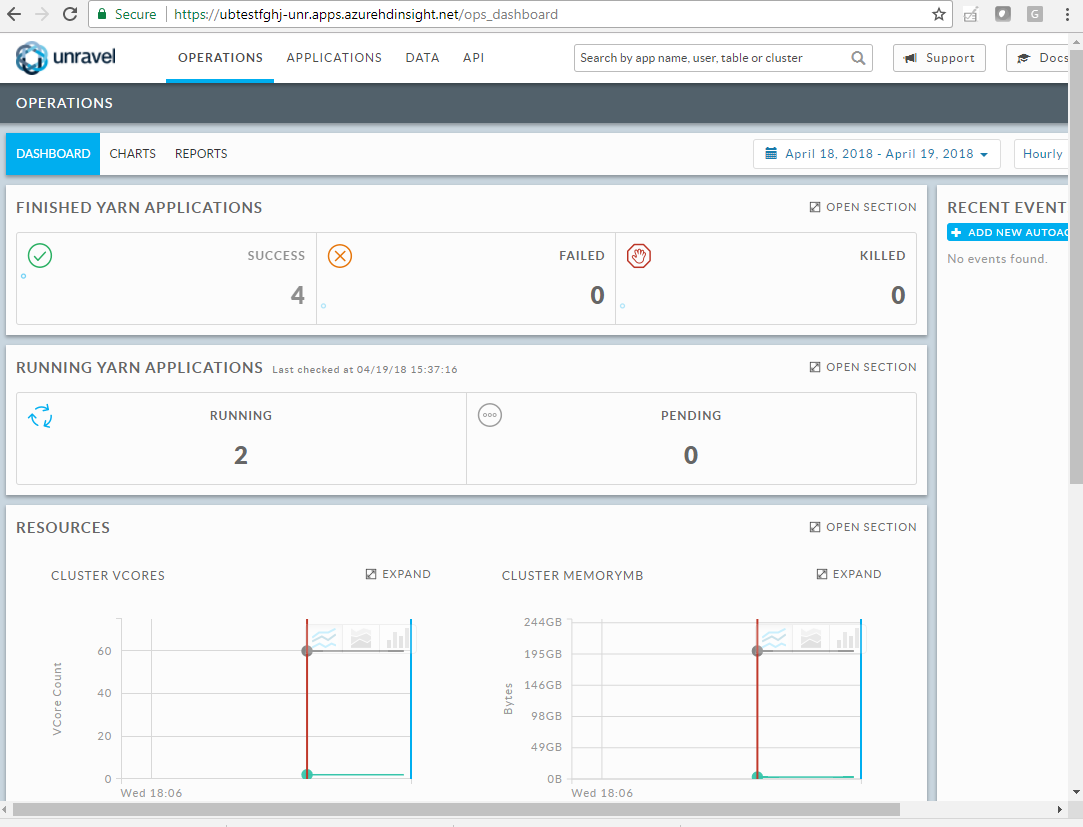 Secure https://ubtestfghj-unr.apps.azurehdinsight.net/ops_dashboard G
unravel OPERATIONS APPLICATIONS DATA API Search by app name, user, table or cluster Support Docs
OPERATIONS
DASHBOARD CHARTS REPORTS April 18, 2018 - April 19, 2018 Hourly
FINISHED YARN APPLICATIONS OPEN SECTION RECENT EVENT
ADD NEW AUTOAC
SUCCESS FAILED KILLED No events found.
4 0 0
RUNNING YARN APPLICATIONS Last checked at 04/19/18 15:37:16 OPEN SECTION
RUNNING PENDING
2 0
RESOURCES OPEN SECTION
CLUSTER VCORES EXPAND CLUSTER MEMORYMB EXPAND
244GB
60 195GB
40 146GB
VCore Count Bytes
98GB
20
49GB
0 0B
Wed 18:06 Wed 18:06